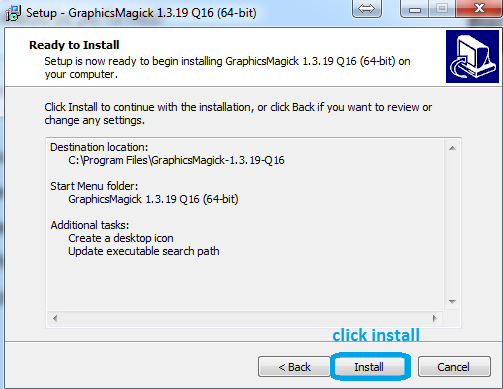 Setup - GraphicsMagick 1.3.19 Q16 (64-bit)
Ready to Install
Setup is now ready to begin installing GraphicsMagick 1.3.19 Q16 (64-bit) on
your computer.
Click Install to continue with the installation, or click Back if you want to review or
change any settings.
Destination location:
C:\Program Files\GraphicsMagick-1.3.19-Q16
Start Menu folder:
GraphicsMagick 1.3.19 Q16 (64-bit)
Additional tasks:
Create a desktop icon
Update executable search path
click install
< Back Install Cancel